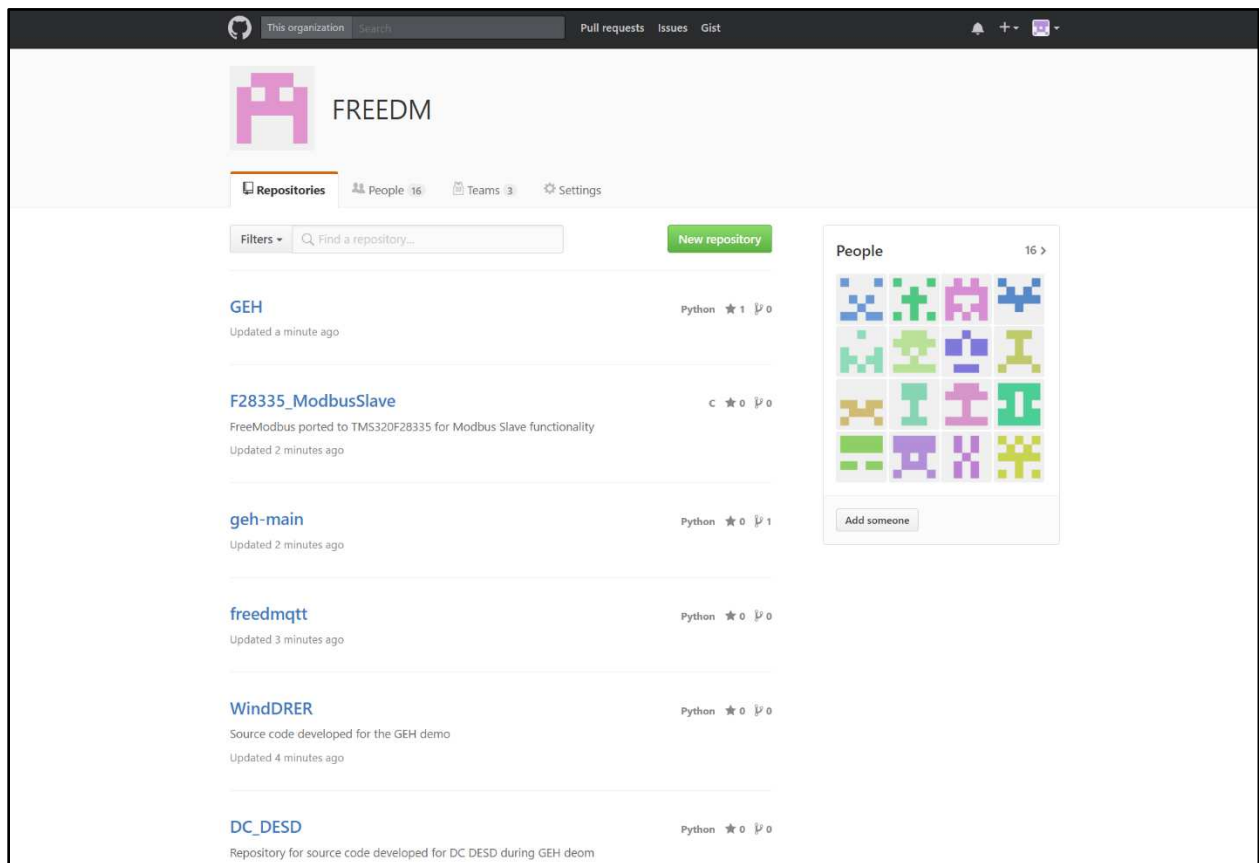 This organization Search Pull requests Issues Gist
FREEDM
Repositories People 16 Teams 3 Settings
Filters Find a repository... New repository
People 16
GEH Python 1 0
Updated a minute ago
F28335_ModbusSlave C 0 0
FreeModbus ported to TMS320F28335 for Modbus Slave functionality
Updated 2 minutes ago
geh-main Python 0 1
Updated 2 minutes ago
Add someone
freedmqtt Python 0 0
Updated 3 minutes ago
WindDRER Python 0 0
Source code developed for the GEH demo
Updated 4 minutes ago
DC_DESD Python 0 0
Repository for source code developed for DC DESD during GEH deom